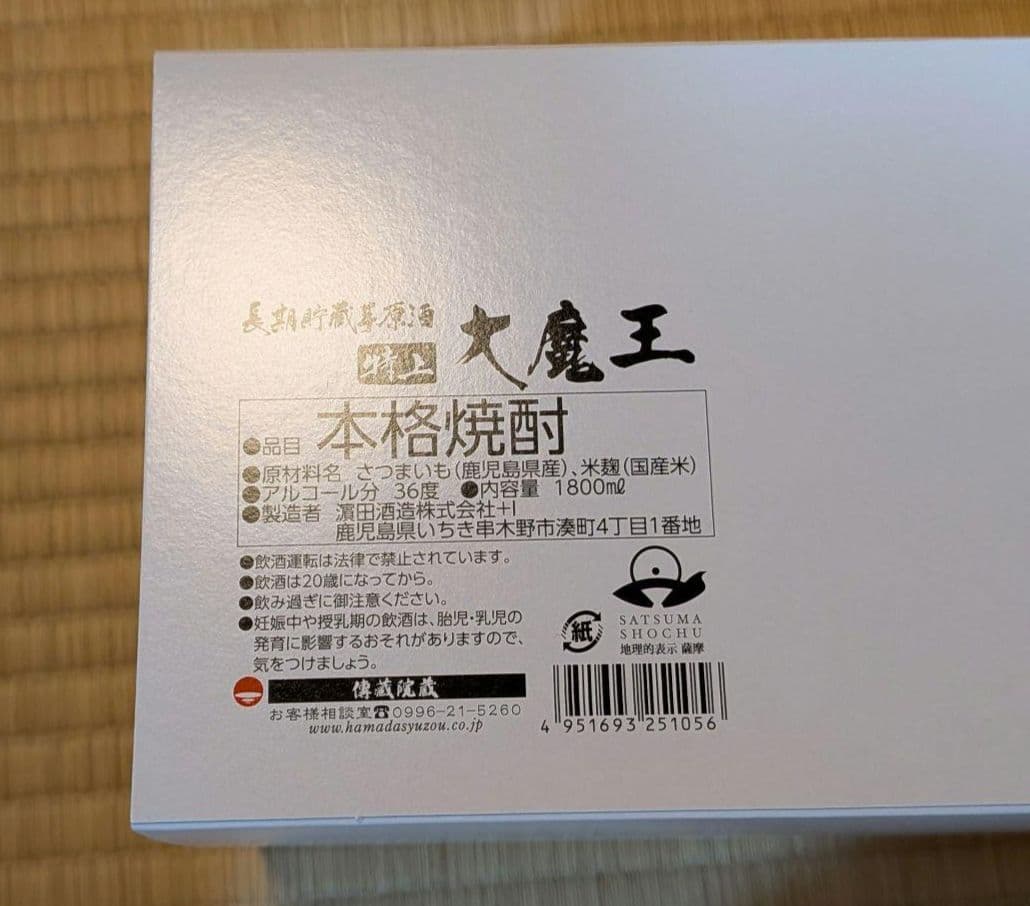 長期貯蔵芋原酒
特上 大魔王
●品目 本格焼酎
●原材料名 さつまいも(鹿児島県産)、米麹(国産米)
●アルコール分 36度 ●内容量 1800㎖
●製造者 濵田酒造株式会社+I
鹿児島県いちき串木野市湊町4丁目1番地
●飲酒運転は法律で禁止されています。
●飲酒は20歳になってから。
●飲み過ぎに御注意ください。
●妊娠中や授乳期の飲酒は、胎児・乳児の
発育に影響するおそれがありますので、
気をつけましょう。
傳藏院蔵
お客様相談室☎0996-21-5260
www.hamadasyuzou.co.jp
紙
SATSUMA
SHOCHU
地理的表示 薩摩
4 951693 251056